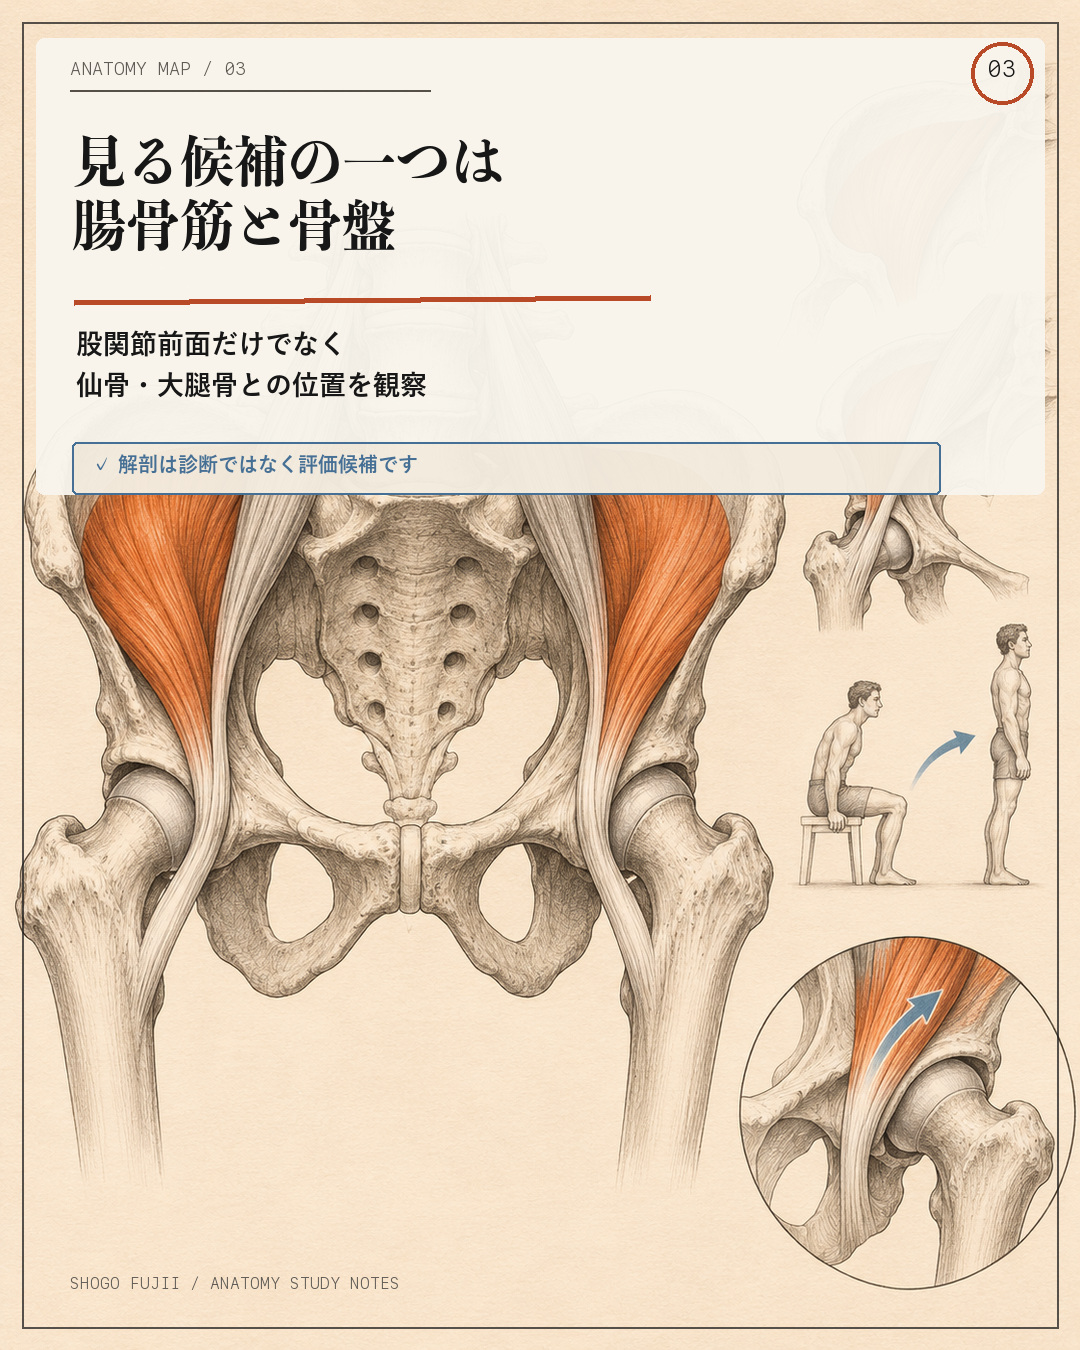 ANATOMY MAP / 03
03
見る候補の一つは
腸骨筋と骨盤
股関節前面だけでなく
仙骨・大腿骨との位置を観察
✓ 解剖は診断ではなく評価候補です
SHOGO FUJII / ANATOMY STUDY NOTES